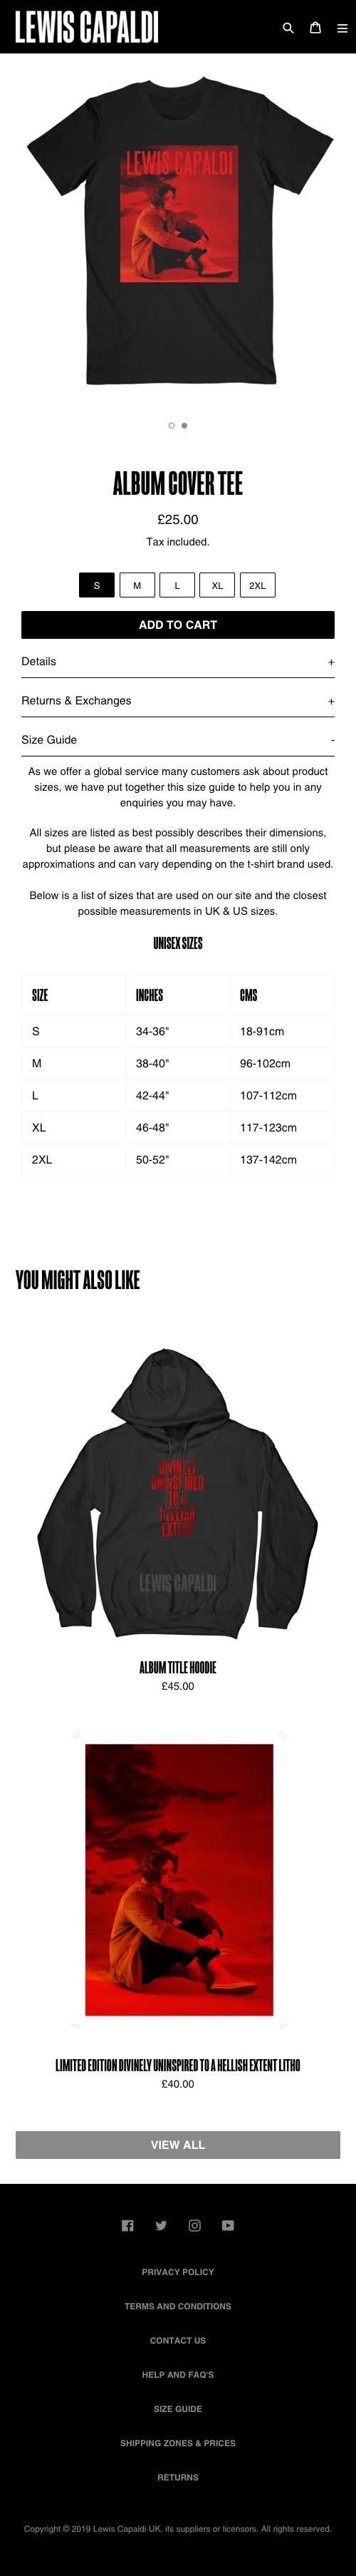 LEWIS CAPALDI
LEWIS CAPALDI
ALBUM COVER TEE
£25.00
Tax included.
S M L XL 2XL
ADD TO CART
Details +
Returns & Exchanges +
Size Guide -
As we offer a global service many customers ask about product
sizes, we have put together this size guide to help you in any
enquiries you may have.
All sizes are listed as best possibly describes their dimensions,
but please be aware that all measurements are still only
approximations and can vary depending on the t-shirt brand used.
Below is a list of sizes that are used on our site and the closest
possible measurements in UK & US sizes.
UNISEX SIZES
SIZE INCHES CMS
S 34-36" 18-91cm
M 38-40" 96-102cm
L 42-44" 107-112cm
XL 46-48" 117-123cm
2XL 50-52" 137-142cm
YOU MIGHT ALSO LIKE
DIVINELY
UNINSPIRED
TO A
HELLISH
EXTENT
LEWIS CAPALDI
ALBUM TITLE HOODIE
£45.00
LIMITED EDITION DIVINELY UNINSPIRED TO A HELLISH EXTENT LITHO
£40.00
VIEW ALL
PRIVACY POLICY
TERMS AND CONDITIONS
CONTACT US
HELP AND FAQ'S
SIZE GUIDE
SHIPPING ZONES & PRICES
RETURNS
Copyright © 2019 Lewis Capaldi UK, its suppliers or licensors. All rights reserved.